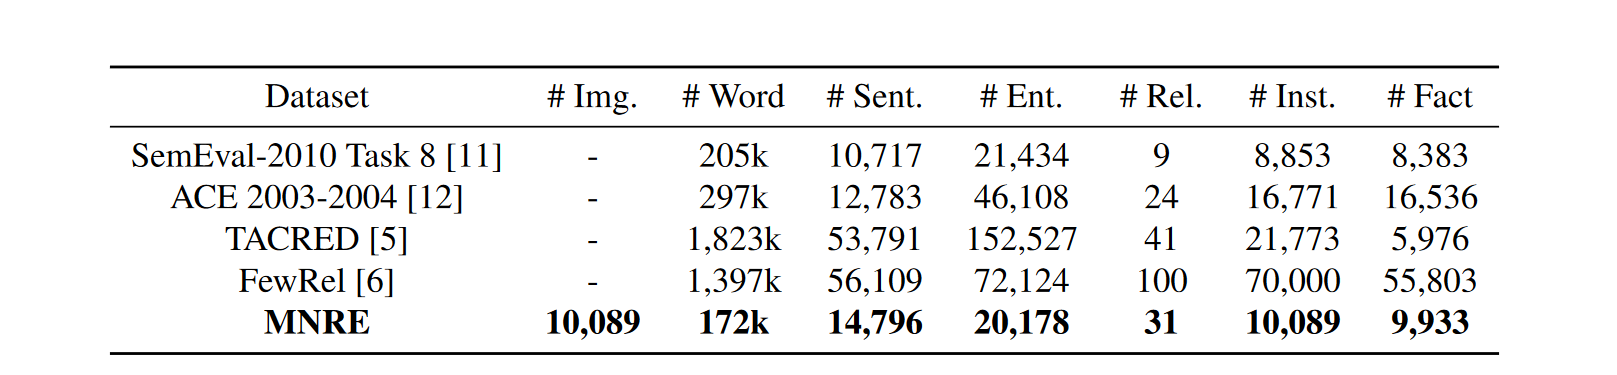 Dataset # Img. # Word # Sent. # Ent. # Rel. # Inst. # Fact
SemEval-2010 Task 8 [11] - 205k 10,717 21,434 9 8,853 8,383
ACE 2003-2004 [12] - 297k 12,783 46,108 24 16,771 16,536
TACRED [5] - 1,823k 53,791 152,527 41 21,773 5,976
FewRel [6] - 1,397k 56,109 72,124 100 70,000 55,803
MNRE 10,089 172k 14,796 20,178 31 10,089 9,933